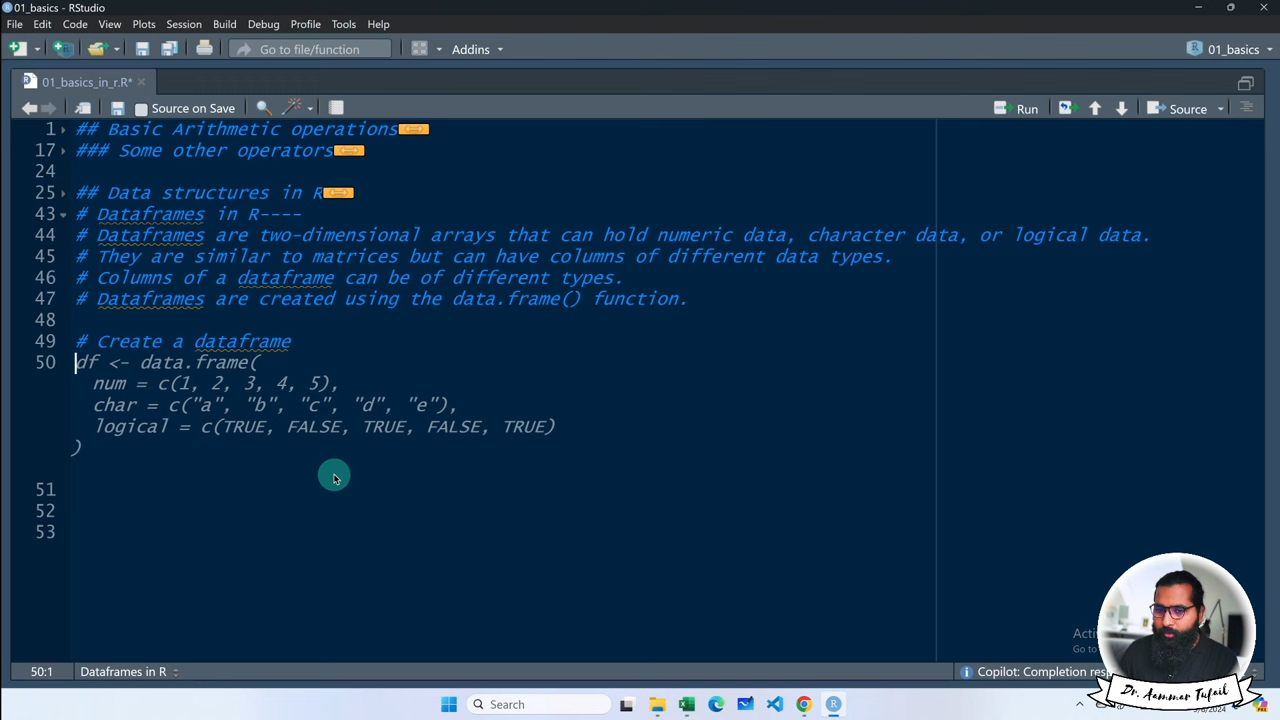 01_basics - RStudio
File Edit Code View Plots Session Build Debug Profile Tools Help
Go to file/function
Addins
01_basics
01_basics_in_r.R*
Source on Save
Run
Source
1 ## Basic Arithmetic operations
17 ### Some other operators
24
25 ## Data structures in R
43 # Dataframes in R----
44 # Dataframes are two-dimensional arrays that can hold numeric data, character data, or logical data.
45 # They are similar to matrices but can have columns of different data types.
46 # Columns of a dataframe can be of different types.
47 # Dataframes are created using the data.frame() function.
48
49 # Create a dataframe
50 df <- data.frame(
num = c(1, 2, 3, 4, 5),
char = c("a", "b", "c", "d", "e"),
logical = c(TRUE, FALSE, TRUE, FALSE, TRUE)
)
51
52
53
50:1 Dataframes in R
Copilot: Completion
Dr. Aammar Tufail
Search